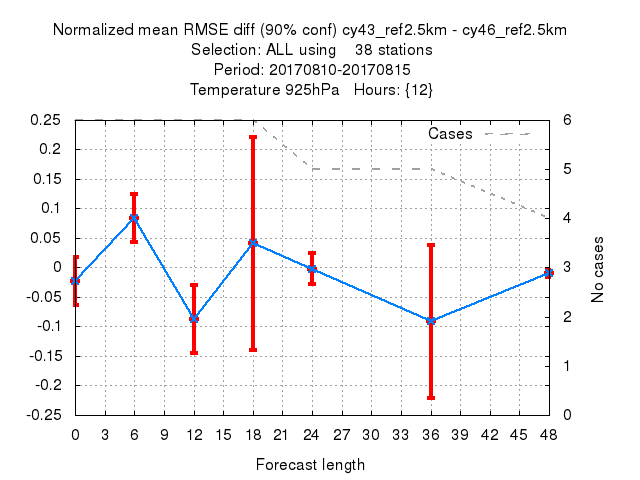 Normalized mean RMSE diff (90% conf) cy43_ref2.5km - cy46_ref2.5km
Selection: ALL using    38 stations
Period: 20170810-20170815
Temperature 925hPa   Hours: {12}
Cases
0.25
0.2
0.15
0.1
0.05
0
-0.05
-0.1
-0.15
-0.2
-0.25
6
5
4
3
2
1
0
No cases
0 3 6 9 12 15 18 21 24 27 30 33 36 39 42 45 48
Forecast length